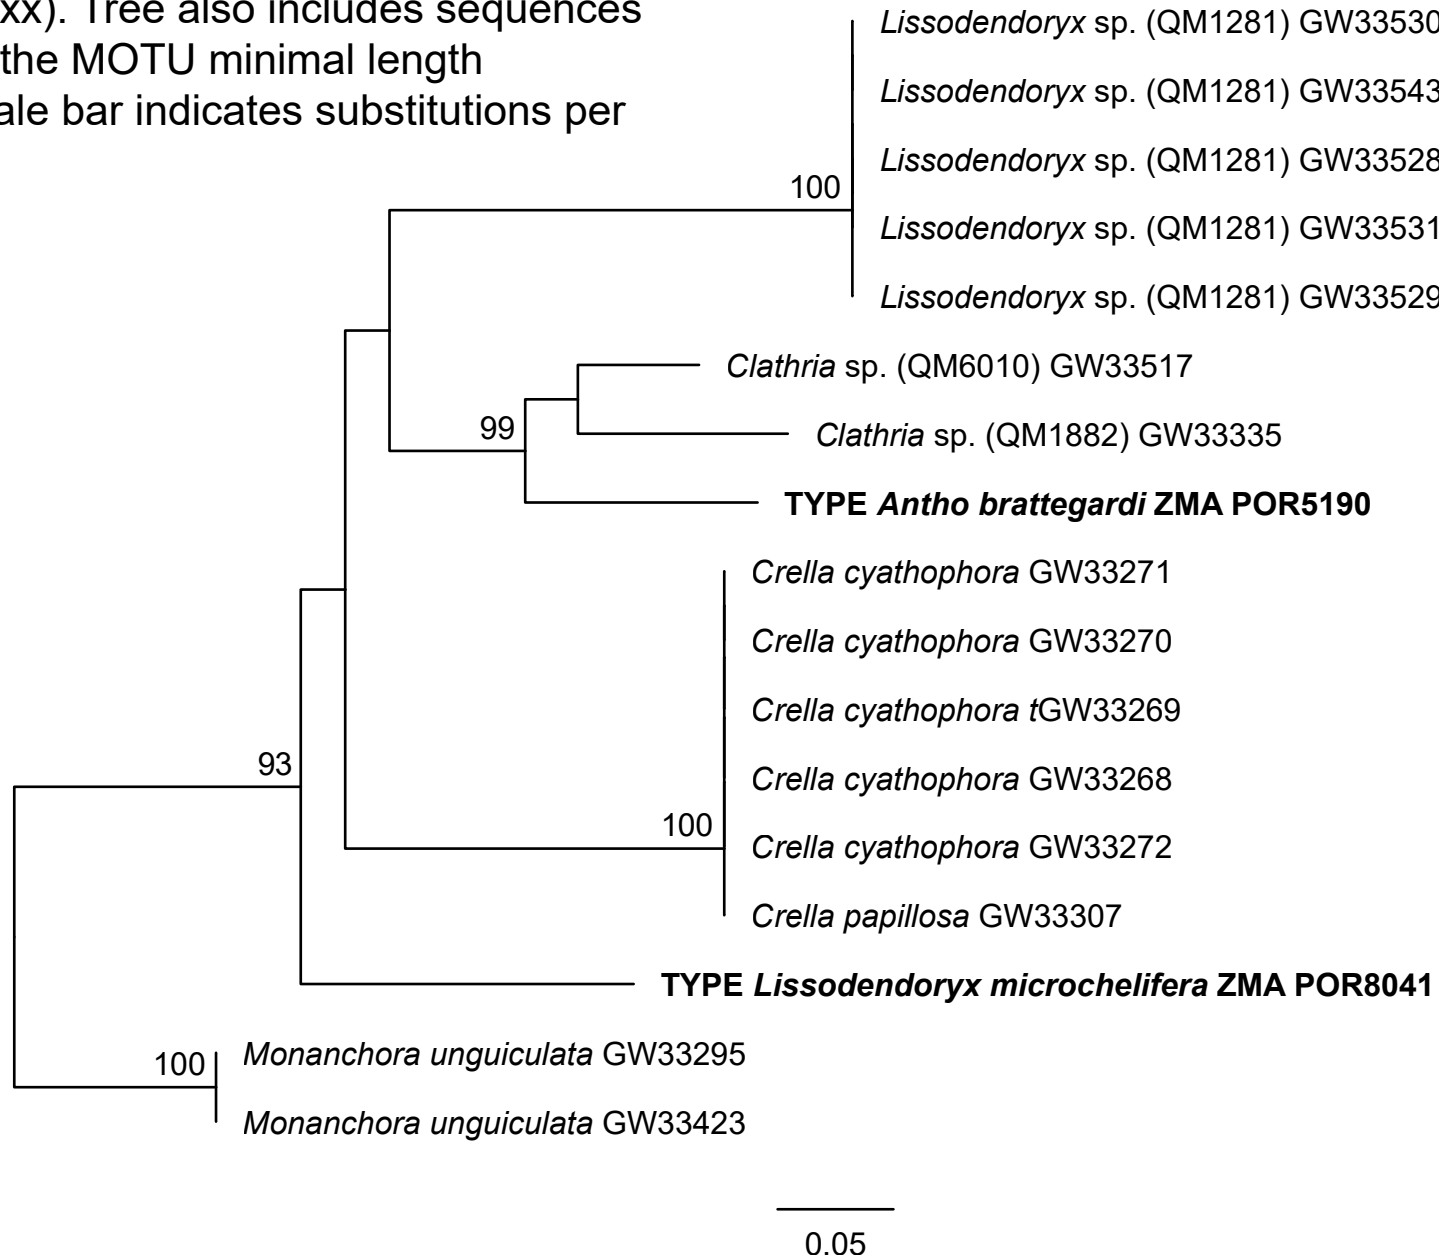 xx). Tree also includes sequences
the MOTU minimal length
ale bar indicates substitutions per
Lissodendoryx sp. (QM1281) GW33530
Lissodendoryx sp. (QM1281) GW33543
Lissodendoryx sp. (QM1281) GW33528
100
Lissodendoryx sp. (QM1281) GW33531
Lissodendoryx sp. (QM1281) GW33529
Clathria sp. (QM6010) GW33517
99
Clathria sp. (QM1882) GW33335
TYPE Antho brattegardi ZMA POR5190
Crella cyathophora GW33271
Crella cyathophora GW33270
Crella cyathophora tGW33269
93
Crella cyathophora GW33268
100
Crella cyathophora GW33272
Crella papillosa GW33307
TYPE Lissodendoryx microchelifera ZMA POR8041
100
Monanchora unguiculata GW33295
Monanchora unguiculata GW33423
0.05